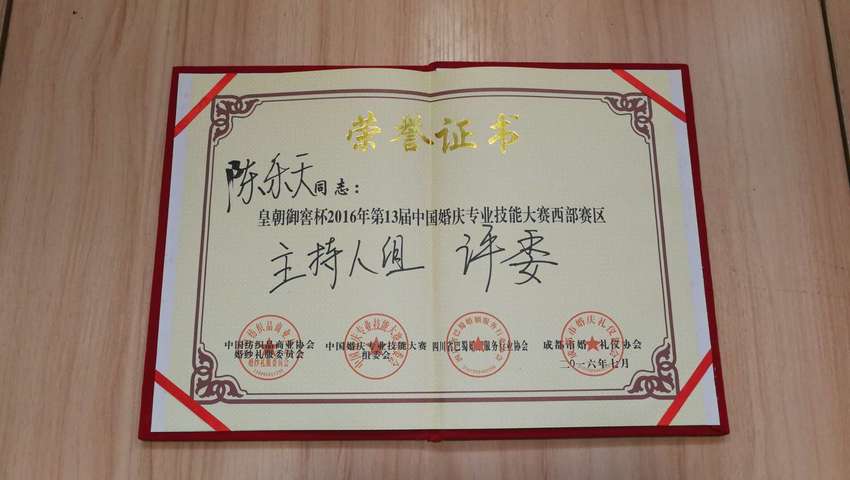 荣誉证书
陈乐天同志：
皇朝御窖杯2016年第13届中国婚庆专业技能大赛西部赛区
主持人组 评委
中国纺织品商业协会
婚纱礼服委员会
中国婚庆专业技能大赛
组委会
四川省巴蜀婚姻服务行业协会
成都市婚庆礼仪协会
二〇一六年七月